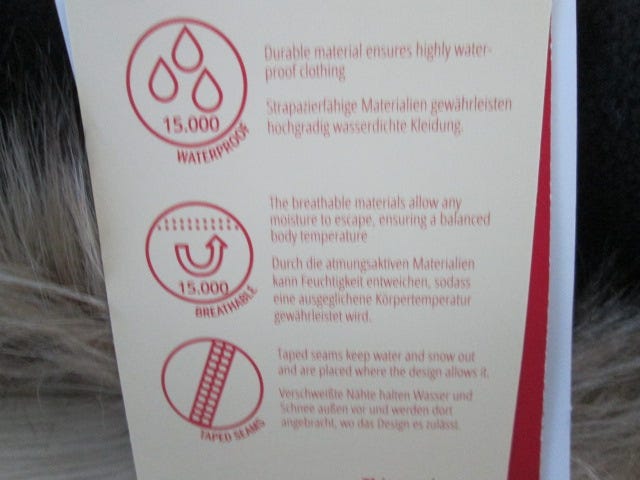 15.000
WATERPROOF
Durable material ensures highly water-
proof clothing
Strapazierfähige Materialien gewährleisten
hochgradig wasserdichte Kleidung.
15.000
BREATHABLE
The breathable materials allow any
moisture to escape, ensuring a balanced
body temperature
Durch die atmungsaktiven Materialien
kann Feuchtigkeit entweichen, sodass
eine ausgeglichene Körpertemperatur
gewährleistet wird.
TAPED SEAMS
Taped seams keep water and snow out
and are placed where the design allows it.
Verschweißte Nähte halten Wasser und
Schnee außen vor und werden dort
angebracht, wo das Design es zulässt.